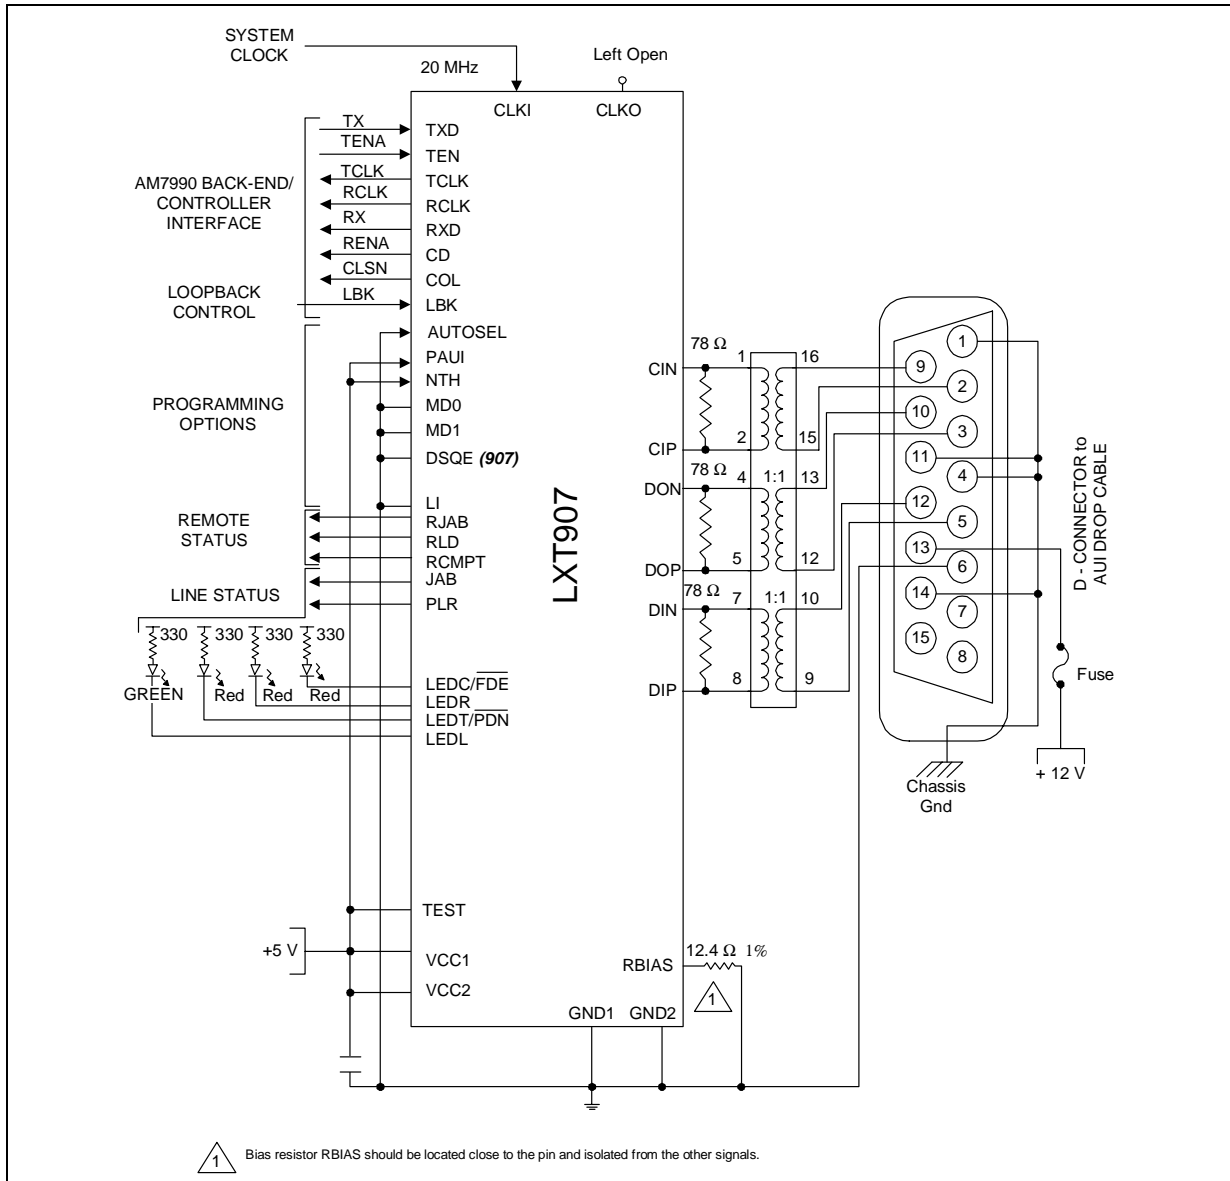 SYSTEM
CLOCK
20 MHz
Left Open
CLKI
CLKO
AM7990 BACK-END/
CONTROLLER
INTERFACE
LOOPBACK
CONTROL
PROGRAMMING
OPTIONS
REMOTE
STATUS
LINE STATUS
TX
TENA
TCLK
RCLK
RX
RENA
CLSN
LBK
TXD
TEN
TCLK
RCLK
RXD
CD
COL
LBK
AUTOSEL
PAUI
NTH
MD0
MD1
DSQE (907)
LI
RJAB
RLD
RCMPT
JAB
PLR
330 330 330 330
GREEN Red Red Red
LEDC/FDE
LEDR
LEDT/PDN
LEDL
TEST
+5 V
VCC1
VCC2
LXT907
CIN
CIP
DON
DOP
DIN
DIP
78 Ω
78 Ω
78 Ω
1 16
2 15
4 1:1 13
5 12
7 1:1 10
8 9
1
9
2
10
3
11
4
12
5
13
6
14
7
15
8
D - CONNECTOR to
AUI DROP CABLE
Fuse
+ 12 V
Chassis
Gnd
RBIAS
12.4 Ω 1%
1
GND1 GND2
1 Bias resistor RBIAS should be located close to the pin and isolated from the other signals.